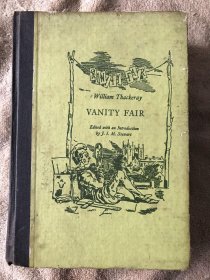 William Thackeray
VANITY FAIR
Edited with an Introduction
by J. I. M. Stewart